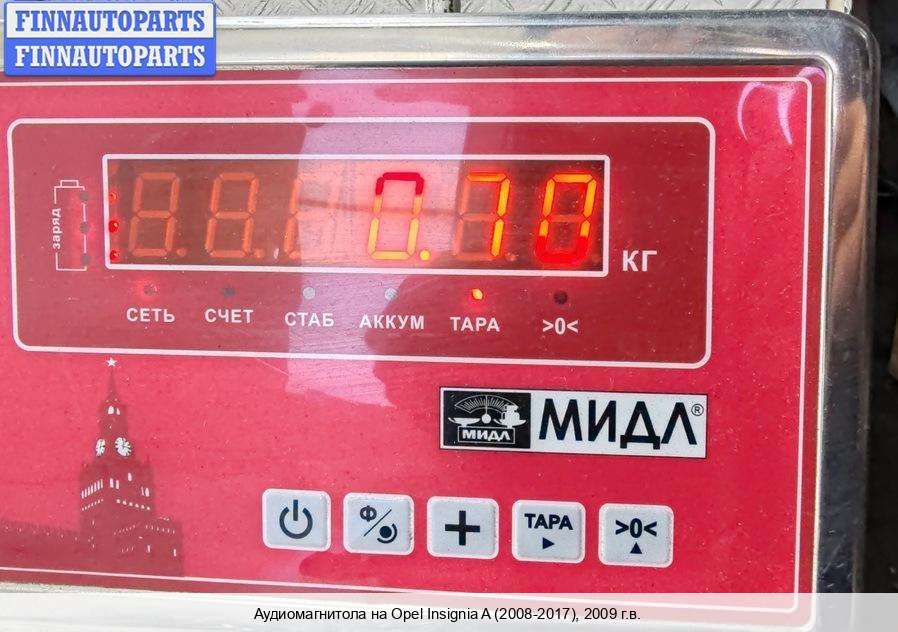 FINNAUTOPARTS
FINNAUTOPARTS
заряд
0.70
КГ
СЕТЬ СЧЕТ СТАБ АККУМ ТАРА >0<
МИДЛ МИДЛ®
Ф ТАРА >0<
Аудиомагнитола на Opel Insignia A (2008-2017), 2009 г.в.